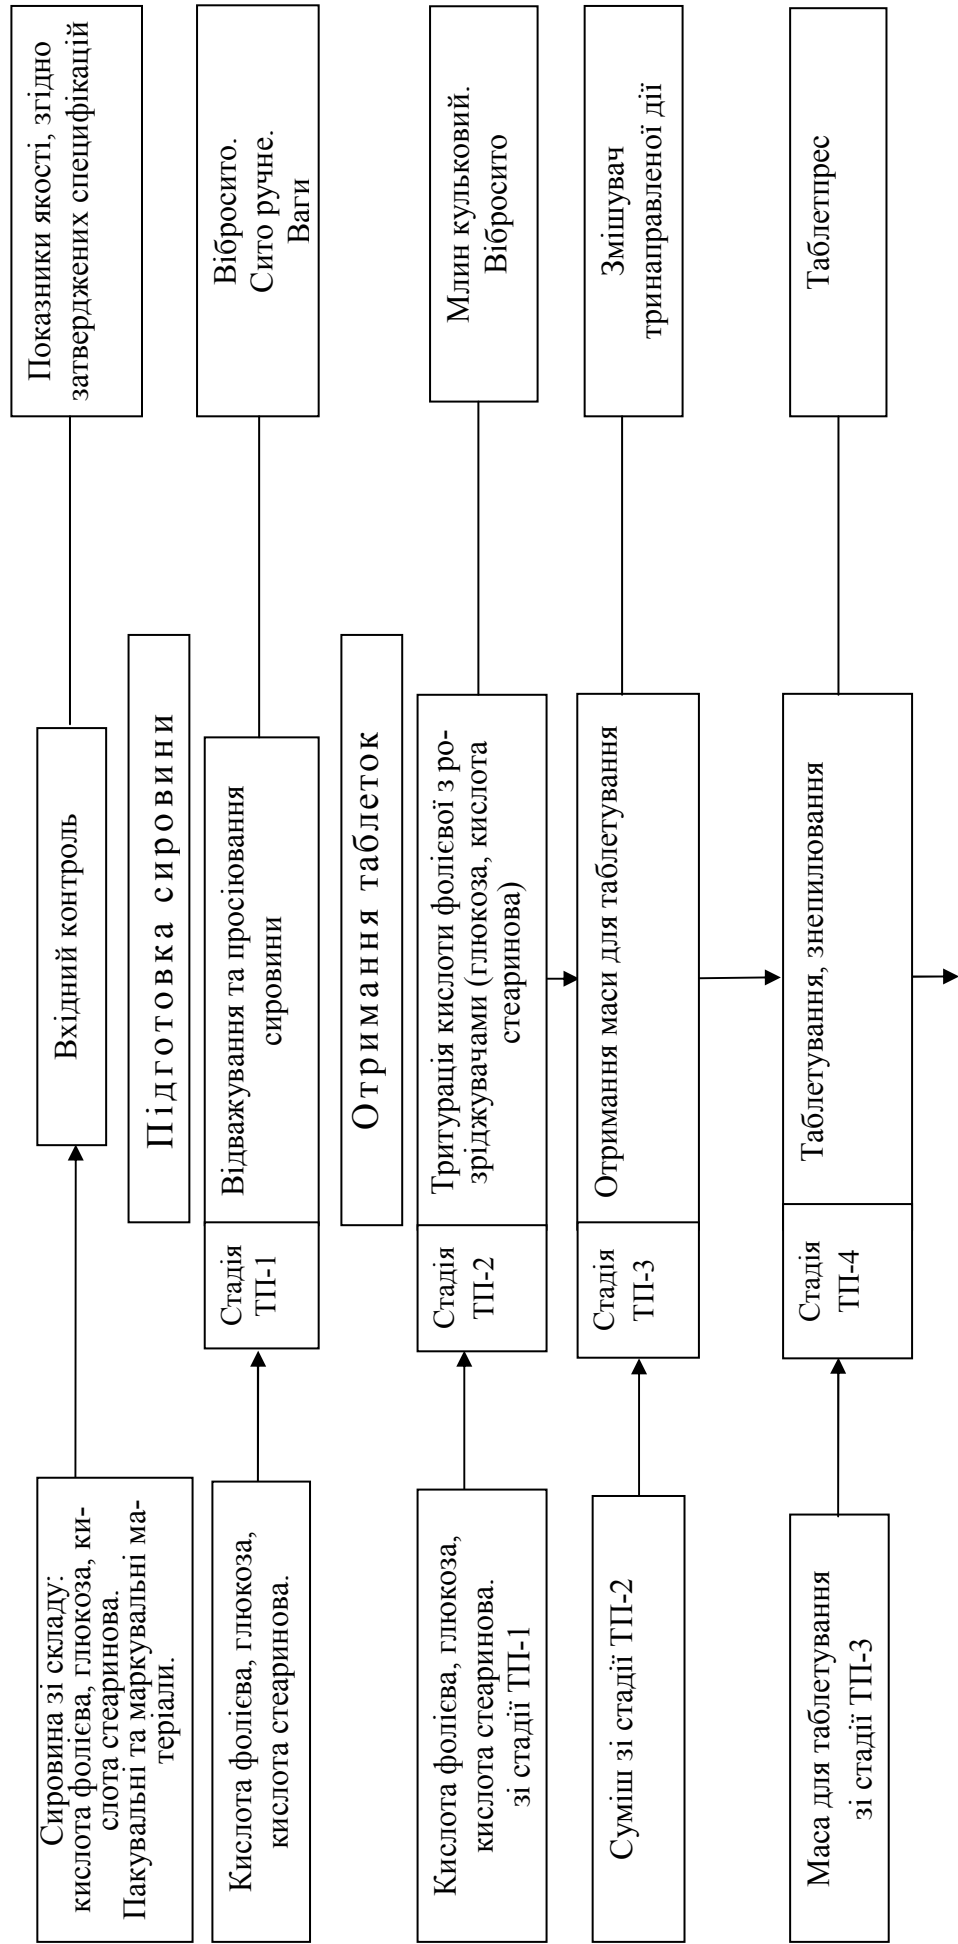 Сировина зі складу:
кислота фолієва, глюкоза, ки-
слота стеаринова.
Пакувальні та маркувальні ма-
теріали.
Вхідний контроль
Показники якості, згідно
затверджених специфікацій
Підготовка сировини
Кислота фолієва, глюкоза,
кислота стеаринова.
Стадія
ТП-1
Відважування та просіювання
сировини
Вібросито.
Сито ручне.
Ваги
Отримання таблеток
Кислота фолієва, глюкоза,
кислота стеаринова.
зі стадії ТП-1
Стадія
ТП-2
Тритурація кислоти фолієвої з ро-
зріджувачами (глюкоза, кислота
стеаринова)
Млин кульковий.
Вібросито
Суміш зі стадії ТП-2
Стадія
ТП-3
Отримання маси для таблетування
Змішувач
тринаправленої дії
Маса для таблетування
зі стадії ТП-3
Стадія
ТП-4
Таблетування, знепилювання
Таблетпрес